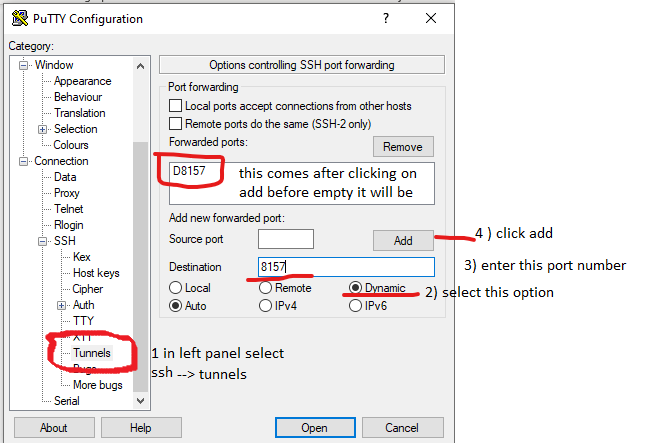 PuTTY Configuration
?
Category:
Window
Appearance
Behaviour
Translation
Selection
Colours
Connection
Data
Proxy
Telnet
Rlogin
SSH
Kex
Host keys
Cipher
Auth
TTY
X11
Tunnels
Bugs
More bugs
Serial
Options controlling SSH port forwarding
Port forwarding
Local ports accept connections from other hosts
Remote ports do the same (SSH-2 only)
Forwarded ports:
Remove
D8157
this comes after clicking on
add before empty it will be
Add new forwarded port:
Source port
Add
4 ) click add
Destination
8157
3) enter this port number
Local
Remote
Dynamic
2) select this option
Auto
IPv4
IPv6
1 in left panel select
ssh --> tunnels
About
Help
Open
Cancel